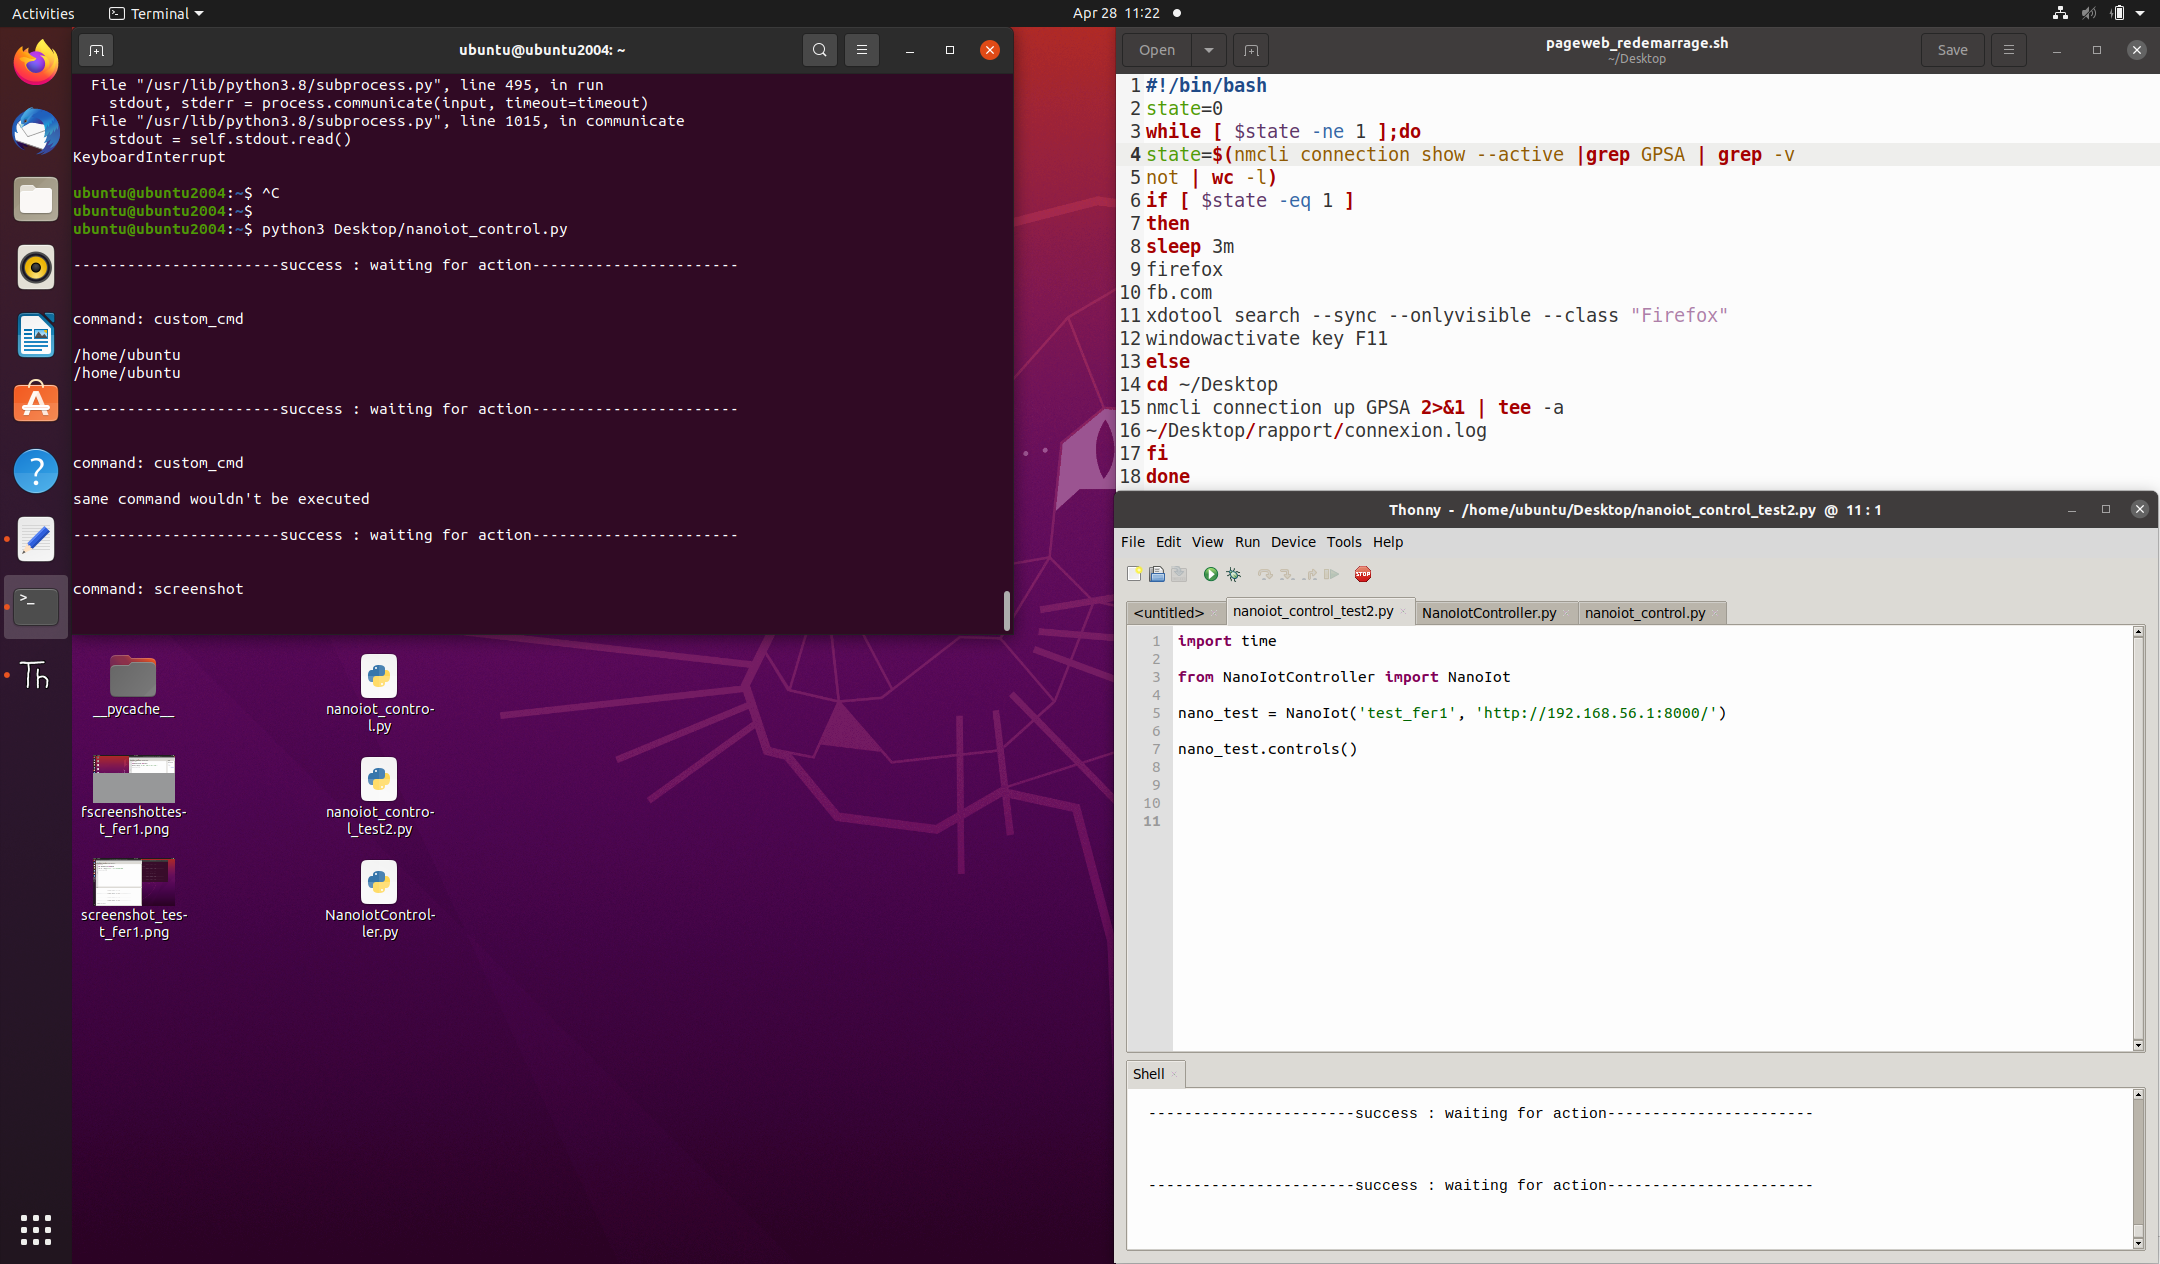 Activities
Terminal
Apr 28 11:22
ubuntu@ubuntu2004: ~
File "/usr/lib/python3.8/subprocess.py", line 495, in run
stdout, stderr = process.communicate(input, timeout=timeout)
File "/usr/lib/python3.8/subprocess.py", line 1015, in communicate
stdout = self.stdout.read()
KeyboardInterrupt
ubuntu@ubuntu2004:~$ ^C
ubuntu@ubuntu2004:~$
ubuntu@ubuntu2004:~$ python3 Desktop/nanoiot_control.py
-----------------------success : waiting for action-----------------------
command: custom_cmd
/home/ubuntu
/home/ubuntu
-----------------------success : waiting for action-----------------------
command: custom_cmd
same command wouldn't be executed
-----------------------success : waiting for action-----------------------
command: screenshot
Open
pageweb_redemarrage.sh
~/Desktop
Save
1 #!/bin/bash
2 state=0
3 while [ $state -ne 1 ];do
4 state=$(nmcli connection show --active |grep GPSA | grep -v
5 not | wc -l)
6 if [ $state -eq 1 ]
7 then
8 sleep 3m
9 firefox
10 fb.com
11 xdotool search --sync --onlyvisible --class "Firefox"
12 windowactivate key F11
13 else
14 cd ~/Desktop
15 nmcli connection up GPSA 2>&1 | tee -a
16 ~/Desktop/rapport/connexion.log
17 fi
18 done
Thonny - /home/ubuntu/Desktop/nanoiot_control_test2.py @ 11 : 1
File Edit View Run Device Tools Help
STOP
<untitled> nanoiot_control_test2.py NanoIotController.py nanoiot_control.py
1 import time
2
3 from NanoIotController import NanoIot
4
5 nano_test = NanoIot('test_fer1', 'http://192.168.56.1:8000/')
6
7 nano_test.controls()
8
9
10
11
Shell
-----------------------success : waiting for action-----------------------
-----------------------success : waiting for action-----------------------
Th
__pycache__
nanoiot_contro-
l.py
fscreenshottes-
t_fer1.png
nanoiot_contro-
l_test2.py
screenshot_tes-
t_fer1.png
NanoIotControl-
ler.py